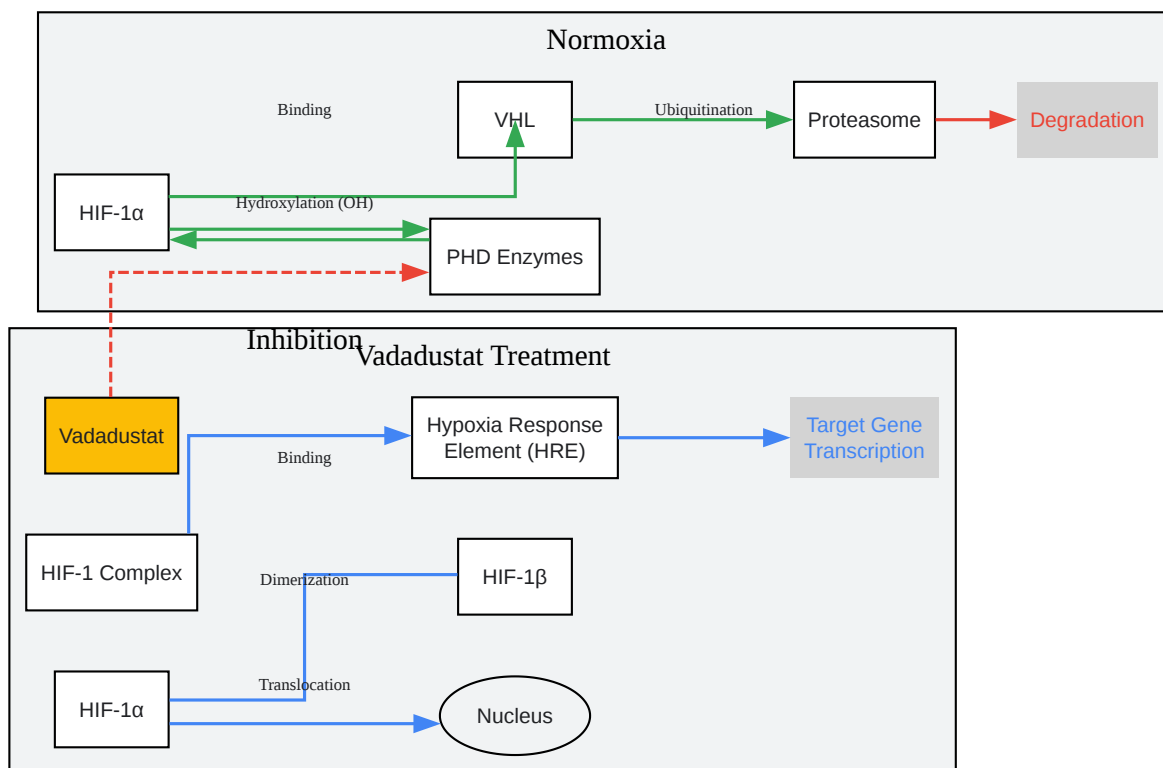 Normoxia
Binding
VHL
Ubiquitination
Proteasome
Degradation
HIF-1α
Hydroxylation (OH)
PHD Enzymes
Inhibition
Vadadustat Treatment
Vadadustat
Binding
Hypoxia Response
Element (HRE)
Target Gene
Transcription
HIF-1 Complex
Dimerization
HIF-1β
HIF-1α
Translocation
Nucleus